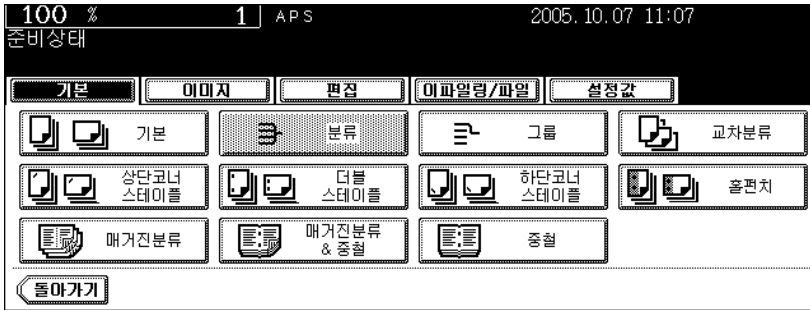 100 % 1 APS 2005.10.07 11:07
준비상태
기본 이미지 편집 이파일링/파일 설정값
기본 분류 그룹 교차분류
상단코너 더블 하단코너 홀펀치
스테이플 스테이플 스테이플
매거진분류 매거진분류 중철
& 중철
돌아가기